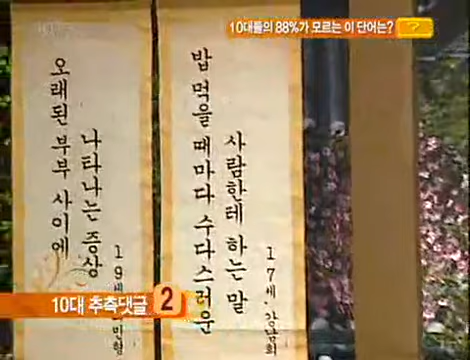 10대들의 88%가 모르는 이 단어는?
?
밥 먹을 때마다 수다스러운
사람한테 하는 말
17세, 강남희
오래된 부부 사이에
나타나는 증상
19세
10대 추측댓글 2